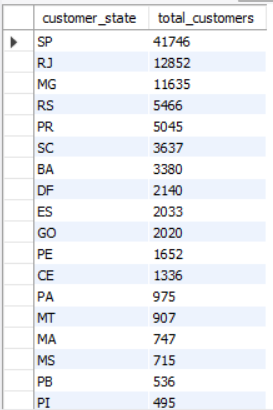 customer_state total_customers
SP 41746
RJ 12852
MG 11635
RS 5466
PR 5045
SC 3637
BA 3380
DF 2140
ES 2033
GO 2020
PE 1652
CE 1336
PA 975
MT 907
MA 747
MS 715
PB 536
PI 495